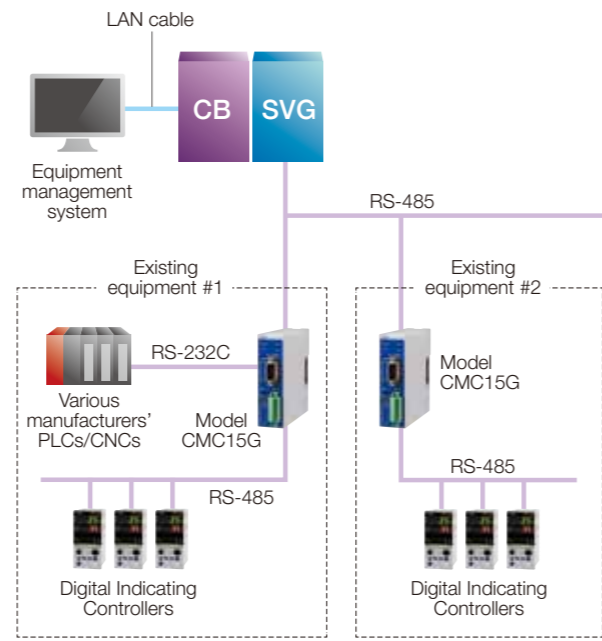 LAN cable
CB
SVG
Equipment
management
system
RS-485
Existing
equipment #1
Existing
equipment #2
RS-232C
Various
manufacturers'
PLCs/CNCs
Model
CMC15G
Model
CMC15G
RS-485
RS-485
Digital Indicating
Controllers
Digital Indicating
Controllers